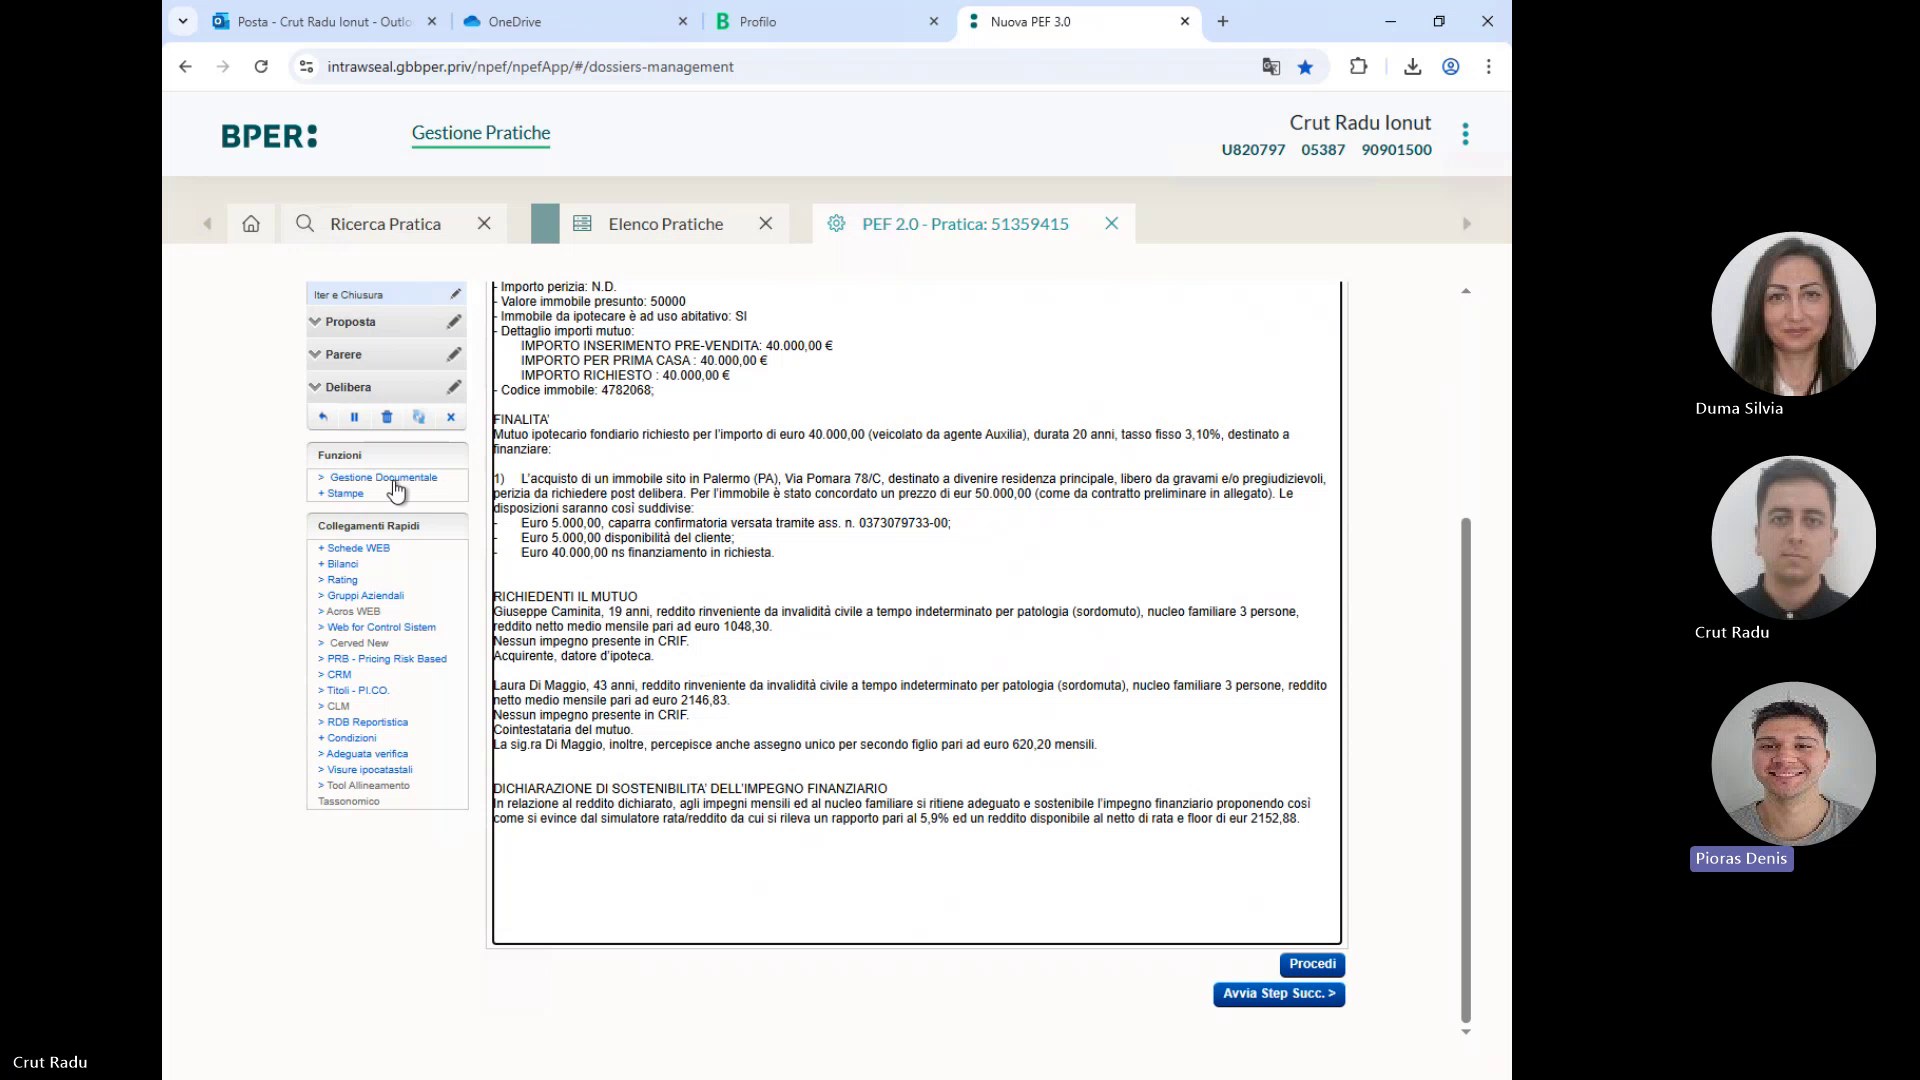 Posta - Crut Radu Ionut - Outlo
OneDrive
Profilo
Nuova PEF 3.0
intrawseal.gbbper.priv/npef/npefApp/#/dossiers-management
BPER:
Gestione Pratiche
Crut Radu Ionut
U820797 05387 90901500
Ricerca Pratica
Elenco Pratiche
PEF 2.0 - Pratica: 51359415
Iter e Chiusura
Proposta
Parere
Delibera
Funzioni
> Gestione Documentale
+ Stampe
Collegamenti Rapidi
+ Schede WEB
+ Bilanci
> Rating
> Gruppi Aziendali
> Acros WEB
> Web for Control Sistem
> Cerved New
> PRB - Pricing Risk Based
> CRM
> Titoli - PI.CO.
> CLM
> RDB Reportistica
+ Condizioni
> Adeguata verifica
> Visure ipocatastali
> Tool Allineamento
Tassonomico
- Importo perizia: N.D.
- Valore immobile presunto: 50000
- Immobile da ipotecare è ad uso abitativo: SI
- Dettaglio importi mutuo:
IMPORTO INSERIMENTO PRE-VENDITA: 40.000,00 €
IMPORTO PER PRIMA CASA : 40.000,00 €
IMPORTO RICHIESTO : 40.000,00 €
- Codice immobile: 4782068;
FINALITA'
Mutuo ipotecario fondiario richiesto per l'importo di euro 40.000,00 (veicolato da agente Auxilia), durata 20 anni, tasso fisso 3,10%, destinato a
finanziare:
1) L'acquisto di un immobile sito in Palermo (PA), Via Pomara 78/C, destinato a divenire residenza principale, libero da gravami e/o pregiudizievoli,
perizia da richiedere post delibera. Per l'immobile è stato concordato un prezzo di eur 50.000,00 (come da contratto preliminare in allegato). Le
disposizioni saranno così suddivise:
- Euro 5.000,00, caparra confirmatoria versata tramite ass. n. 0373079733-00;
- Euro 5.000,00 disponibilità del cliente;
- Euro 40.000,00 ns finanziamento in richiesta.
RICHIEDENTI IL MUTUO
Giuseppe Caminita, 19 anni, reddito rinveniente da invalidità civile a tempo indeterminato per patologia (sordomuto), nucleo familiare 3 persone,
reddito netto medio mensile pari ad euro 1048,30.
Nessun impegno presente in CRIF.
Acquirente, datore d'ipoteca.
Laura Di Maggio, 43 anni, reddito rinveniente da invalidità civile a tempo indeterminato per patologia (sordomuta), nucleo familiare 3 persone, reddito
netto medio mensile pari ad euro 2146,83.
Nessun impegno presente in CRIF.
Cointestataria del mutuo.
La sig.ra Di Maggio, inoltre, percepisce anche assegno unico per secondo figlio pari ad euro 620,20 mensili.
DICHIARAZIONE DI SOSTENIBILITA' DELL'IMPEGNO FINANZIARIO
In relazione al reddito dichiarato, agli impegni mensili ed al nucleo familiare si ritiene adeguato e sostenibile l'impegno finanziario proponendo così
come si evince dal simulatore rata/reddito da cui si rileva un rapporto pari al 5,9% ed un reddito disponibile al netto di rata e floor di eur 2152,88.
Procedi
Avvia Step Succ. >
Duma Silvia
Crut Radu
Pioras Denis
Crut Radu